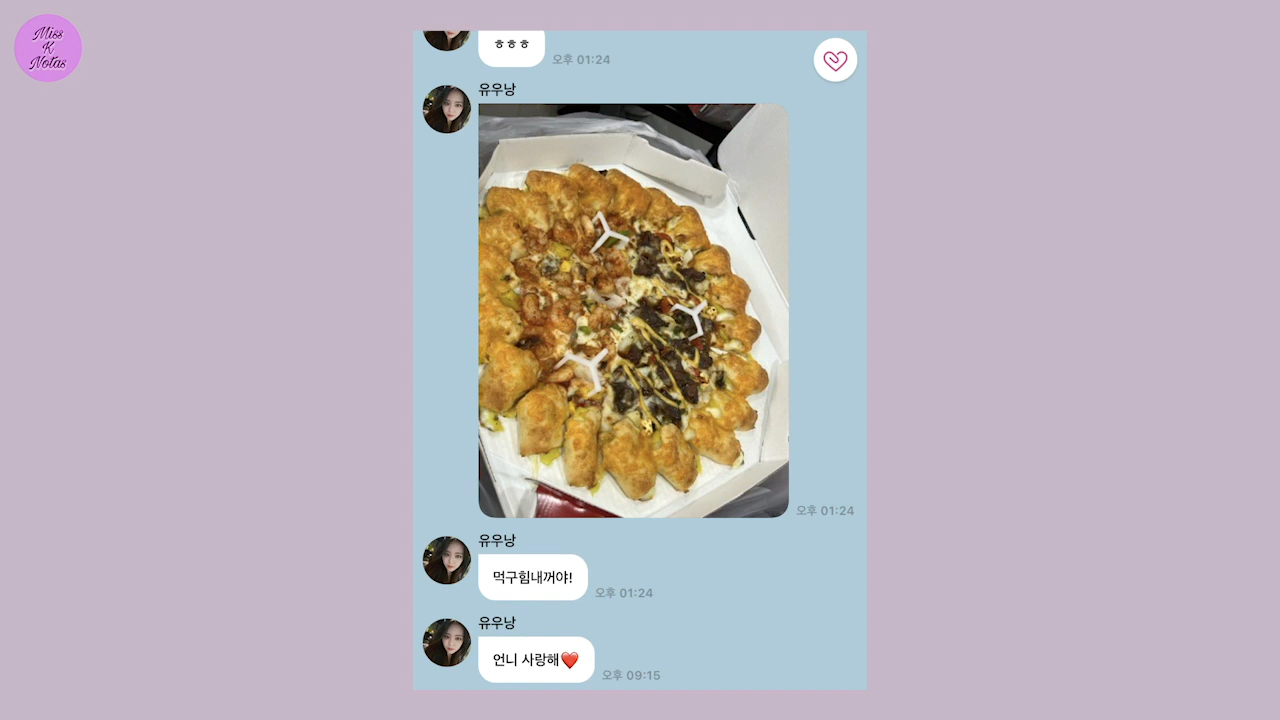 Miss
K
Notas
ㅎㅎㅎ
오후 01:24
유우낭
오후 01:24
유우낭
먹구힘내꺼야!
오후 01:24
유우낭
언니 사랑해❤️
오후 09:15